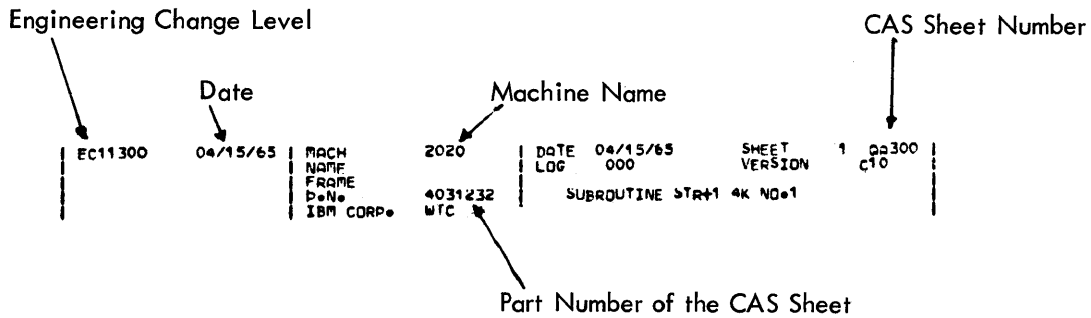 Engineering Change Level
CAS Sheet Number
Date
Machine Name
EC11300 04/15/65 MACH 2020 DATE 04/15/65 SHEET 1 QA300
NAME LOG 000 VERSION C10
FRAME
P.N. 4031232 SUBROUTINE STR+1 4K NO.1
IBM CORP. WTC
Part Number of the CAS Sheet